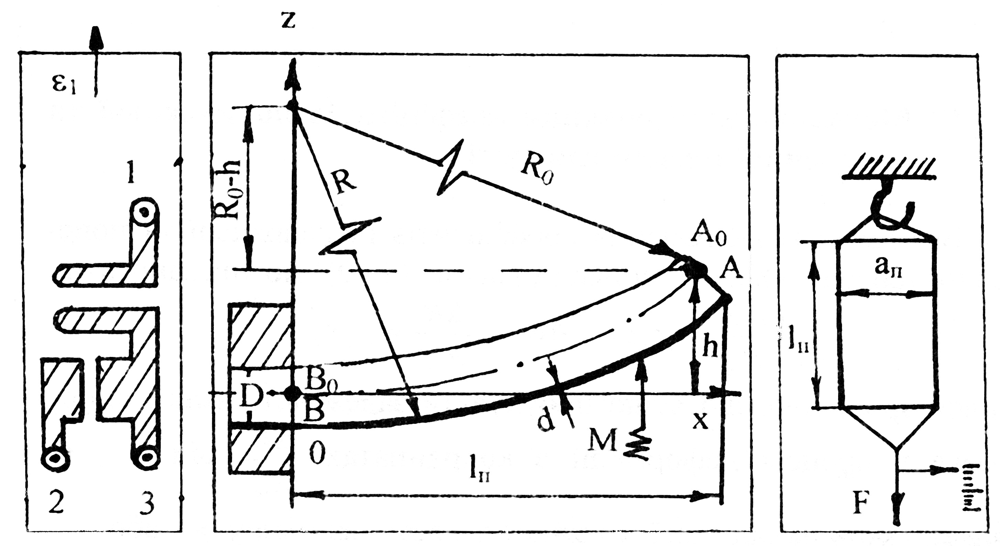 ε₁
1
2
3
z
R₀-h
R
R₀
A₀
A
B₀
D
B
h
d
x
M
0
lп
aп
lп
F